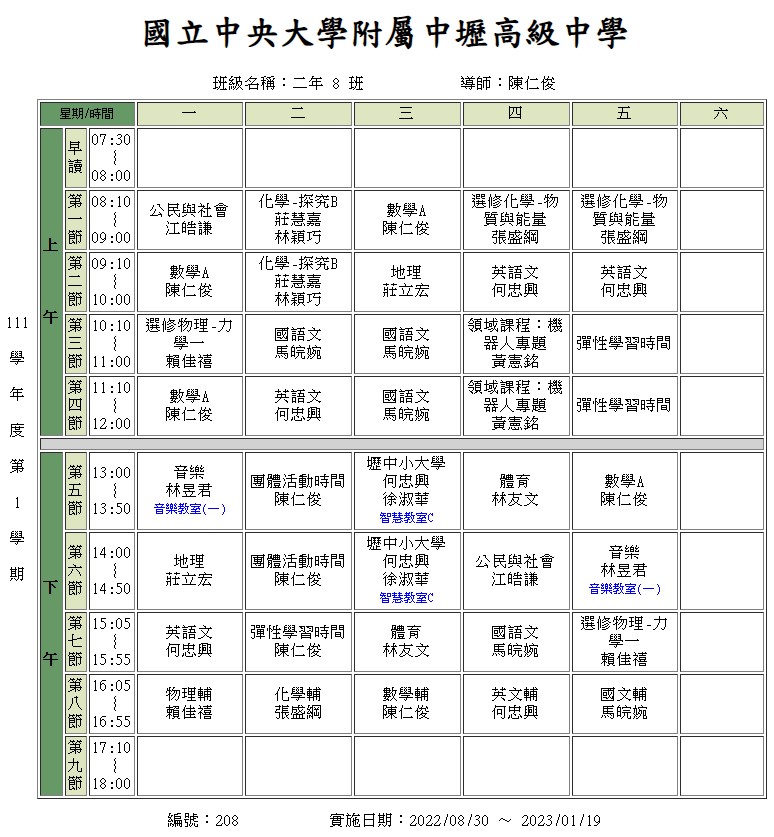 國立中央大學附屬中壢高級中學
班級名稱：二年 8 班 導師：陳仁俊
111學年度第1學期
星期/時間 一 二 三 四 五 六
上午
早讀
07:30
~
08:00
第一節
08:10
~
09:00
公民與社會
江皓謙
化學-探究B
莊慧嘉
林穎巧
數學A
陳仁俊
選修化學-物
質與能量
張盛綱
選修化學-物
質與能量
張盛綱
第二節
09:10
~
10:00
數學A
陳仁俊
化學-探究B
莊慧嘉
林穎巧
地理
莊立宏
英語文
何忠興
英語文
何忠興
第三節
10:10
~
11:00
選修物理-力
學一
賴佳禧
國語文
馬皖婉
國語文
馬皖婉
領域課程：機
器人專題
黃憲銘
彈性學習時間
第四節
11:10
~
12:00
數學A
陳仁俊
英語文
何忠興
國語文
馬皖婉
領域課程：機
器人專題
黃憲銘
彈性學習時間
下午
第五節
13:00
~
13:50
音樂
林昱君
音樂教室(一)
團體活動時間
陳仁俊
壢中小大學
何忠興
徐淑華
智慧教室C
體育
林友文
數學A
陳仁俊
第六節
14:00
~
14:50
地理
莊立宏
團體活動時間
陳仁俊
壢中小大學
何忠興
徐淑華
智慧教室C
公民與社會
江皓謙
音樂
林昱君
音樂教室(一)
第七節
15:05
~
15:55
英語文
何忠興
彈性學習時間
陳仁俊
體育
林友文
國語文
馬皖婉
選修物理-力
學一
賴佳禧
第八節
16:05
~
16:55
物理輔
賴佳禧
化學輔
張盛綱
數學輔
陳仁俊
英文輔
何忠興
國文輔
馬皖婉
第九節
17:10
~
18:00
編號：208 實施日期：2022/08/30 ～ 2023/01/19